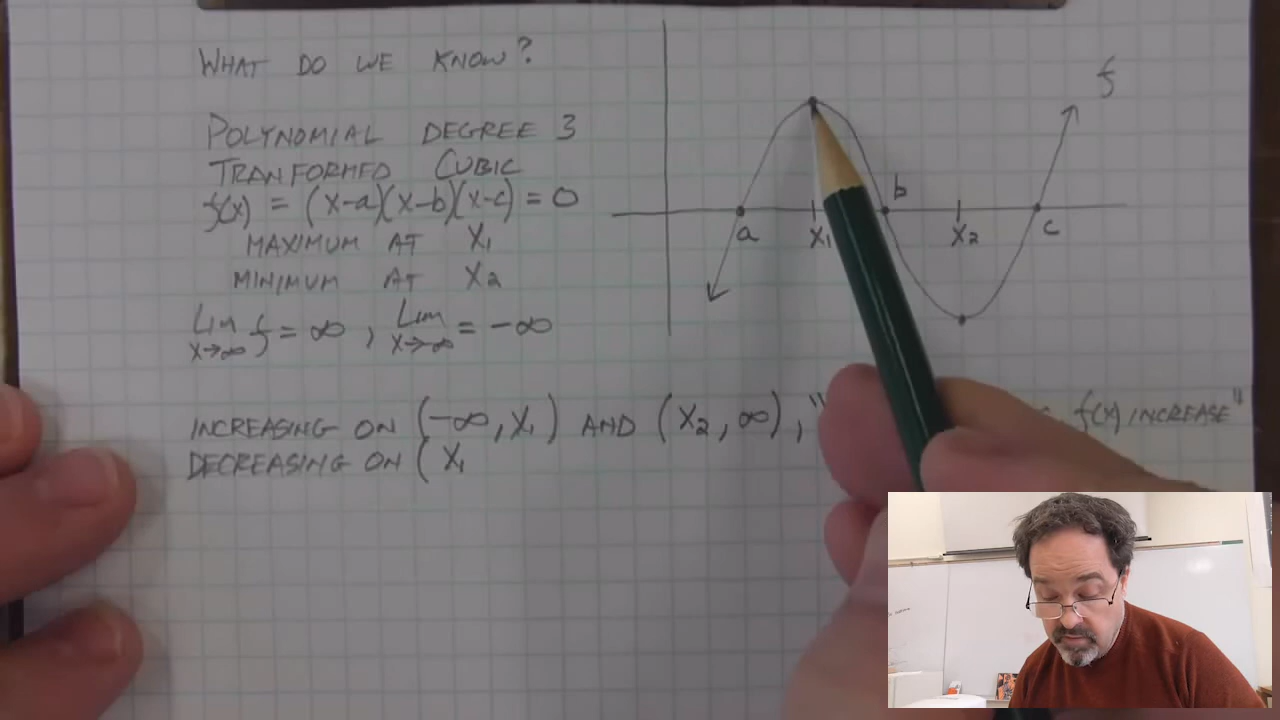 WHAT DO WE KNOW?
POLYNOMIAL DEGREE 3
TRANFORMED CUBIC
f(x) = (x-a)(x-b)(x-c) = 0
MAXIMUM AT X1
MINIMUM AT X2
Lim x→∞ f = ∞ , Lim x→-∞ = -∞
INCREASING ON (-∞, X1) AND (X2, ∞), " f(x) INCREASE"
DECREASING ON ( X1
f
a
X1
b
X2
c